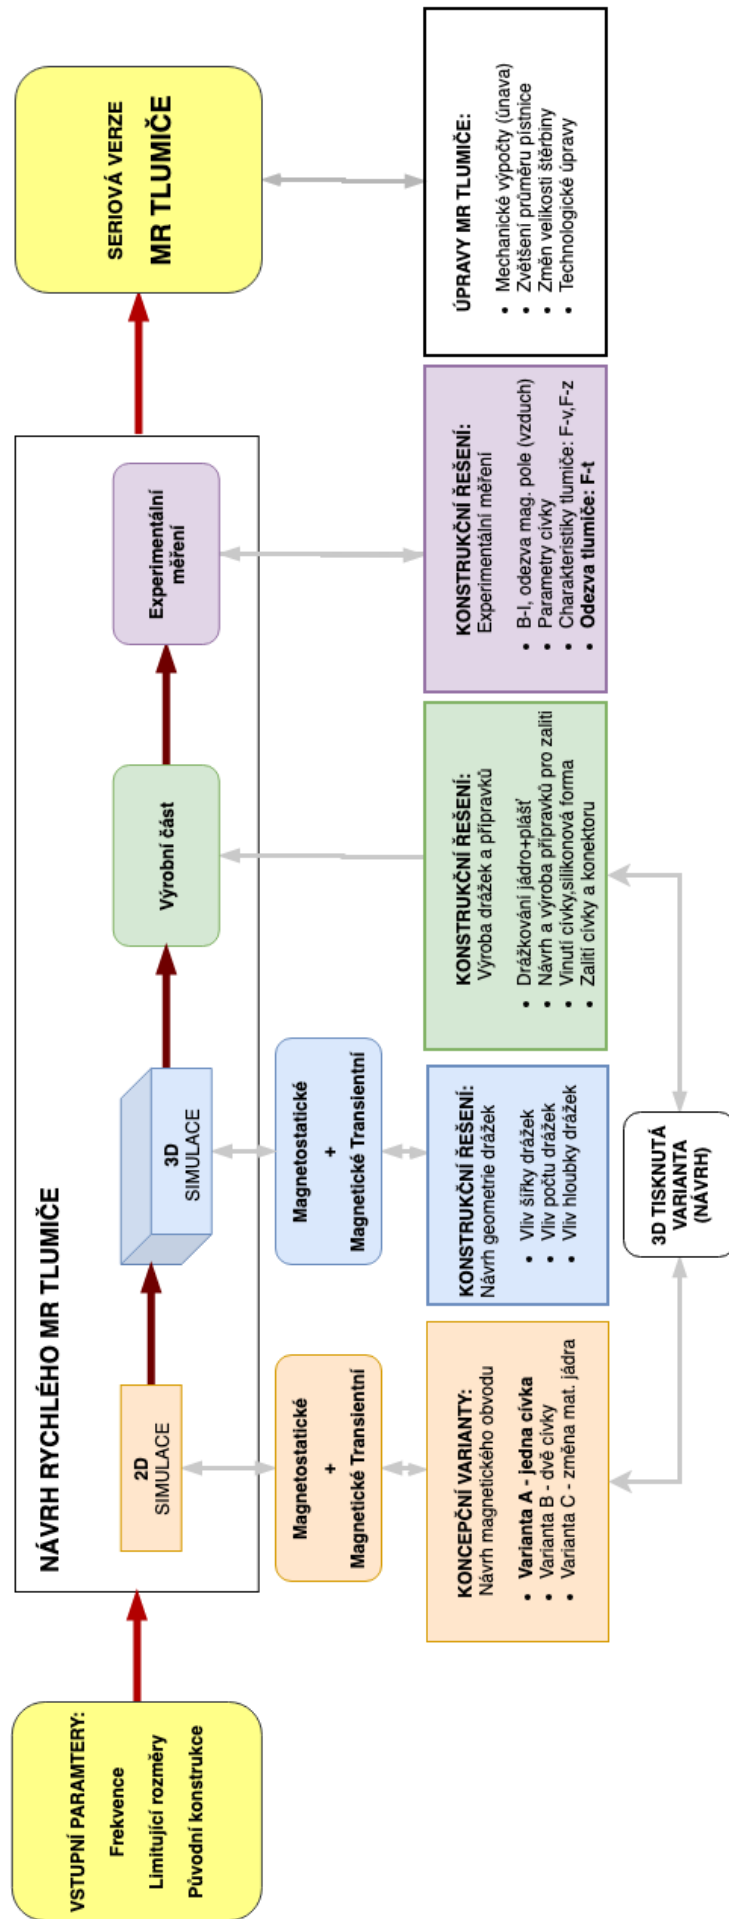 VSTUPNÍ PARAMTERY:
Frekvence
Limitující rozměry
Původní konstrukce
NÁVRH RYCHLÉHO MR TLUMIČE
2D
SIMULACE
3D
SIMULACE
Výrobní část
Experimentální
měření
SERIOVÁ VERZE
MR TLUMIČE
Magnetostatické
+
Magnetické Transientní
Magnetostatické
+
Magnetické Transientní
KONCEPČNÍ VARIANTY:
Návrh magnetického obvodu
• Varianta A - jedna cívka
• Varianta B - dvě cívky
• Varianta C - změna mat. jádra
KONSTRUKČNÍ ŘEŠENÍ:
Návrh geometrie drážek
• Vliv šířky drážek
• Vliv počtu drážek
• Vliv hloubky drážek
KONSTRUKČNÍ ŘEŠENÍ:
Výroba drážek a přípravků
• Drážkování jádro+plášť
• Návrh a výroba přípravků pro zalití
• Vinutí cívky,silikonová forma
• Zalití cívky a konektoru
KONSTRUKČNÍ ŘEŠENÍ:
Experimentální měření
• B-I, odezva mag. pole (vzduch)
• Parametry cívky
• Charakteristiky tlumiče: F-v,F-z
• Odezva tlumiče: F-t
ÚPRAVY MR TLUMIČE:
• Mechanické výpočty (únava)
• Zvětšení průměru pístnice
• Změn velikosti štěrbiny
• Technologické úpravy
3D TISKNUTÁ
VARIANTA
(NÁVRH)